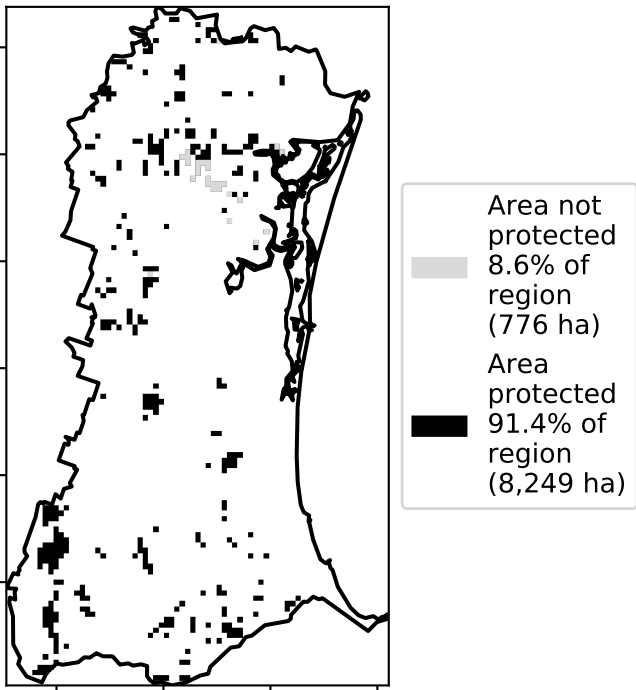 Area not
protected
8.6% of
region
(776 ha)
Area
protected
91.4% of
region
(8,249 ha)